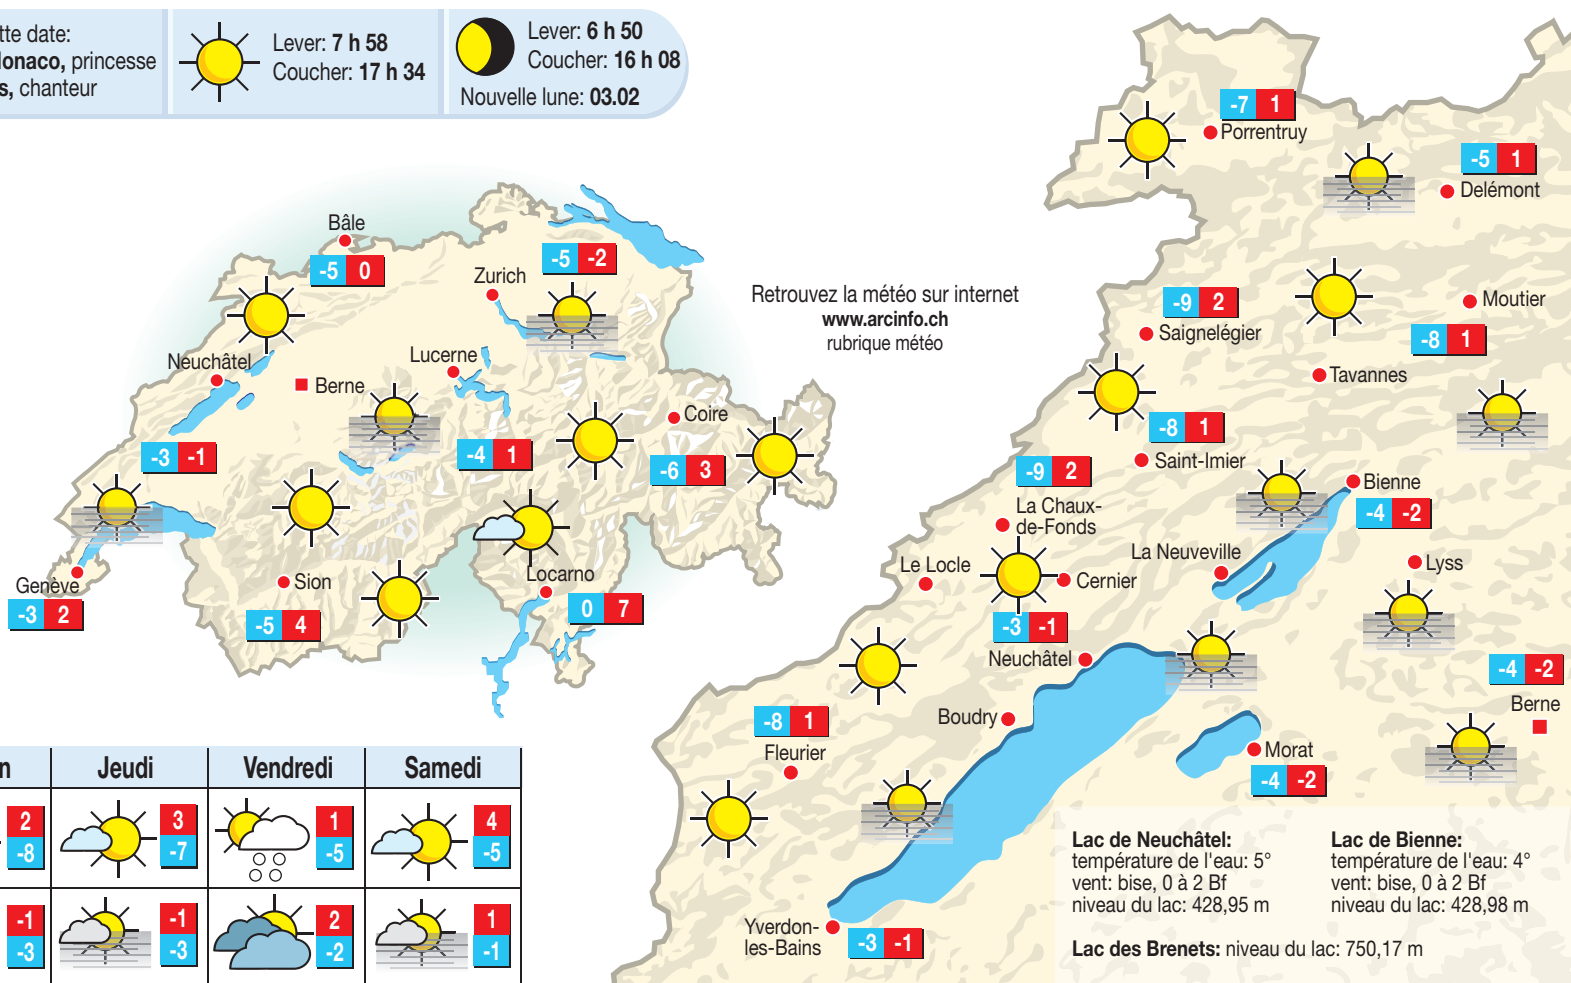 tte date:
lonaco, princesse
s, chanteur
Lever: 7 h 58
Coucher: 17 h 34
Lever: 6 h 50
Coucher: 16 h 08
Nouvelle lune: 03.02
Bâle
-5 0
Zurich
-5 -2
Neuchâtel
-3 -1
Berne
Lucerne
-4 1
Coire
-6 3
Genève
-3 2
Sion
-5 4
Locarno
0 7
Retrouvez la météo sur internet
www.arcinfo.ch
rubrique météo
-7 1
Porrentruy
-5 1
Delémont
-9 2
Saignelégier
Moutier
-8 1
Tavannes
-8 1
Saint-Imier
-9 2
La Chaux-
de-Fonds
Bienne
-4 -2
La Neuveville
Le Locle
Cernier
Lyss
-3 -1
Neuchâtel
-4 -2
Berne
Boudry
-8 1
Fleurier
Morat
-4 -2
Yverdon-
les-Bains
-3 -1
n Jeudi Vendredi Samedi
2 3 1 4
-8 -7 -5 -5
-1 -1 2 1
-3 -3 -2 -1
Lac de Neuchâtel:
température de l'eau: 5°
vent: bise, 0 à 2 Bf
niveau du lac: 428,95 m
Lac de Bienne:
température de l'eau: 4°
vent: bise, 0 à 2 Bf
niveau du lac: 428,98 m
Lac des Brenets: niveau du lac: 750,17 m